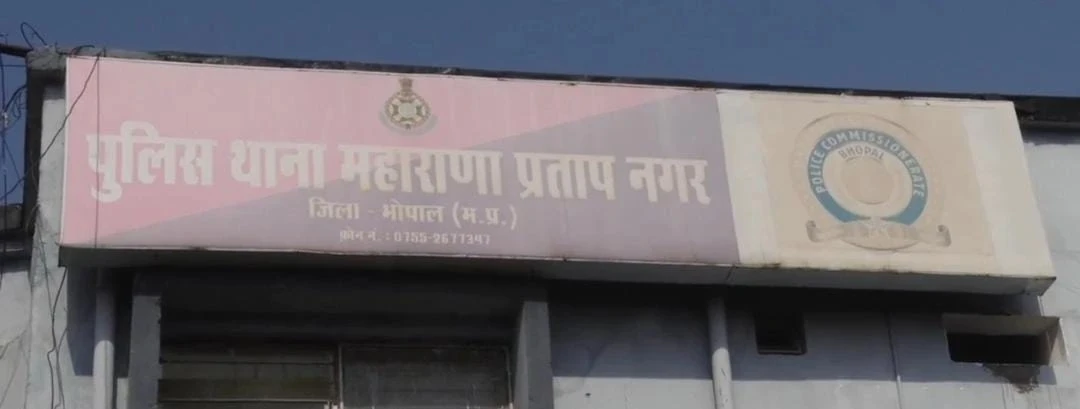 पुलिस थाना महाराणा प्रताप नगर
जिला - भोपाल (म.प्र.)
फ़ोन नं. : 0755-2677347
POLICE COMMISSIONERATE
BHOPAL